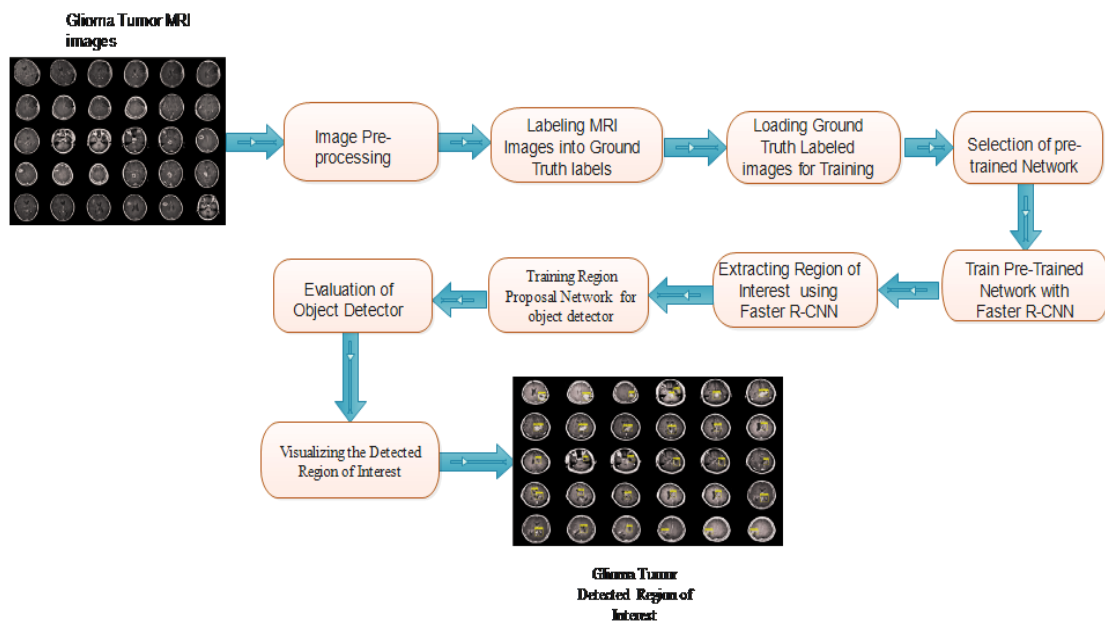 Glioma Tumor MRI
images
Image Pre-
processing
Labeling MRI
Images into Ground
Truth labels
Loading Ground
Truth Labeled
images for Training
Selection of pre-
trained Network
Train Pre-Trained
Network with
Faster R-CNN
Extracting Region of
Interest using
Faster R-CNN
Training Region
Proposal Network for
object detector
Evaluation of
Object Detector
Visualizing the Detected
Region of Interest
Glioma Tumor
Detected Region of
Interest